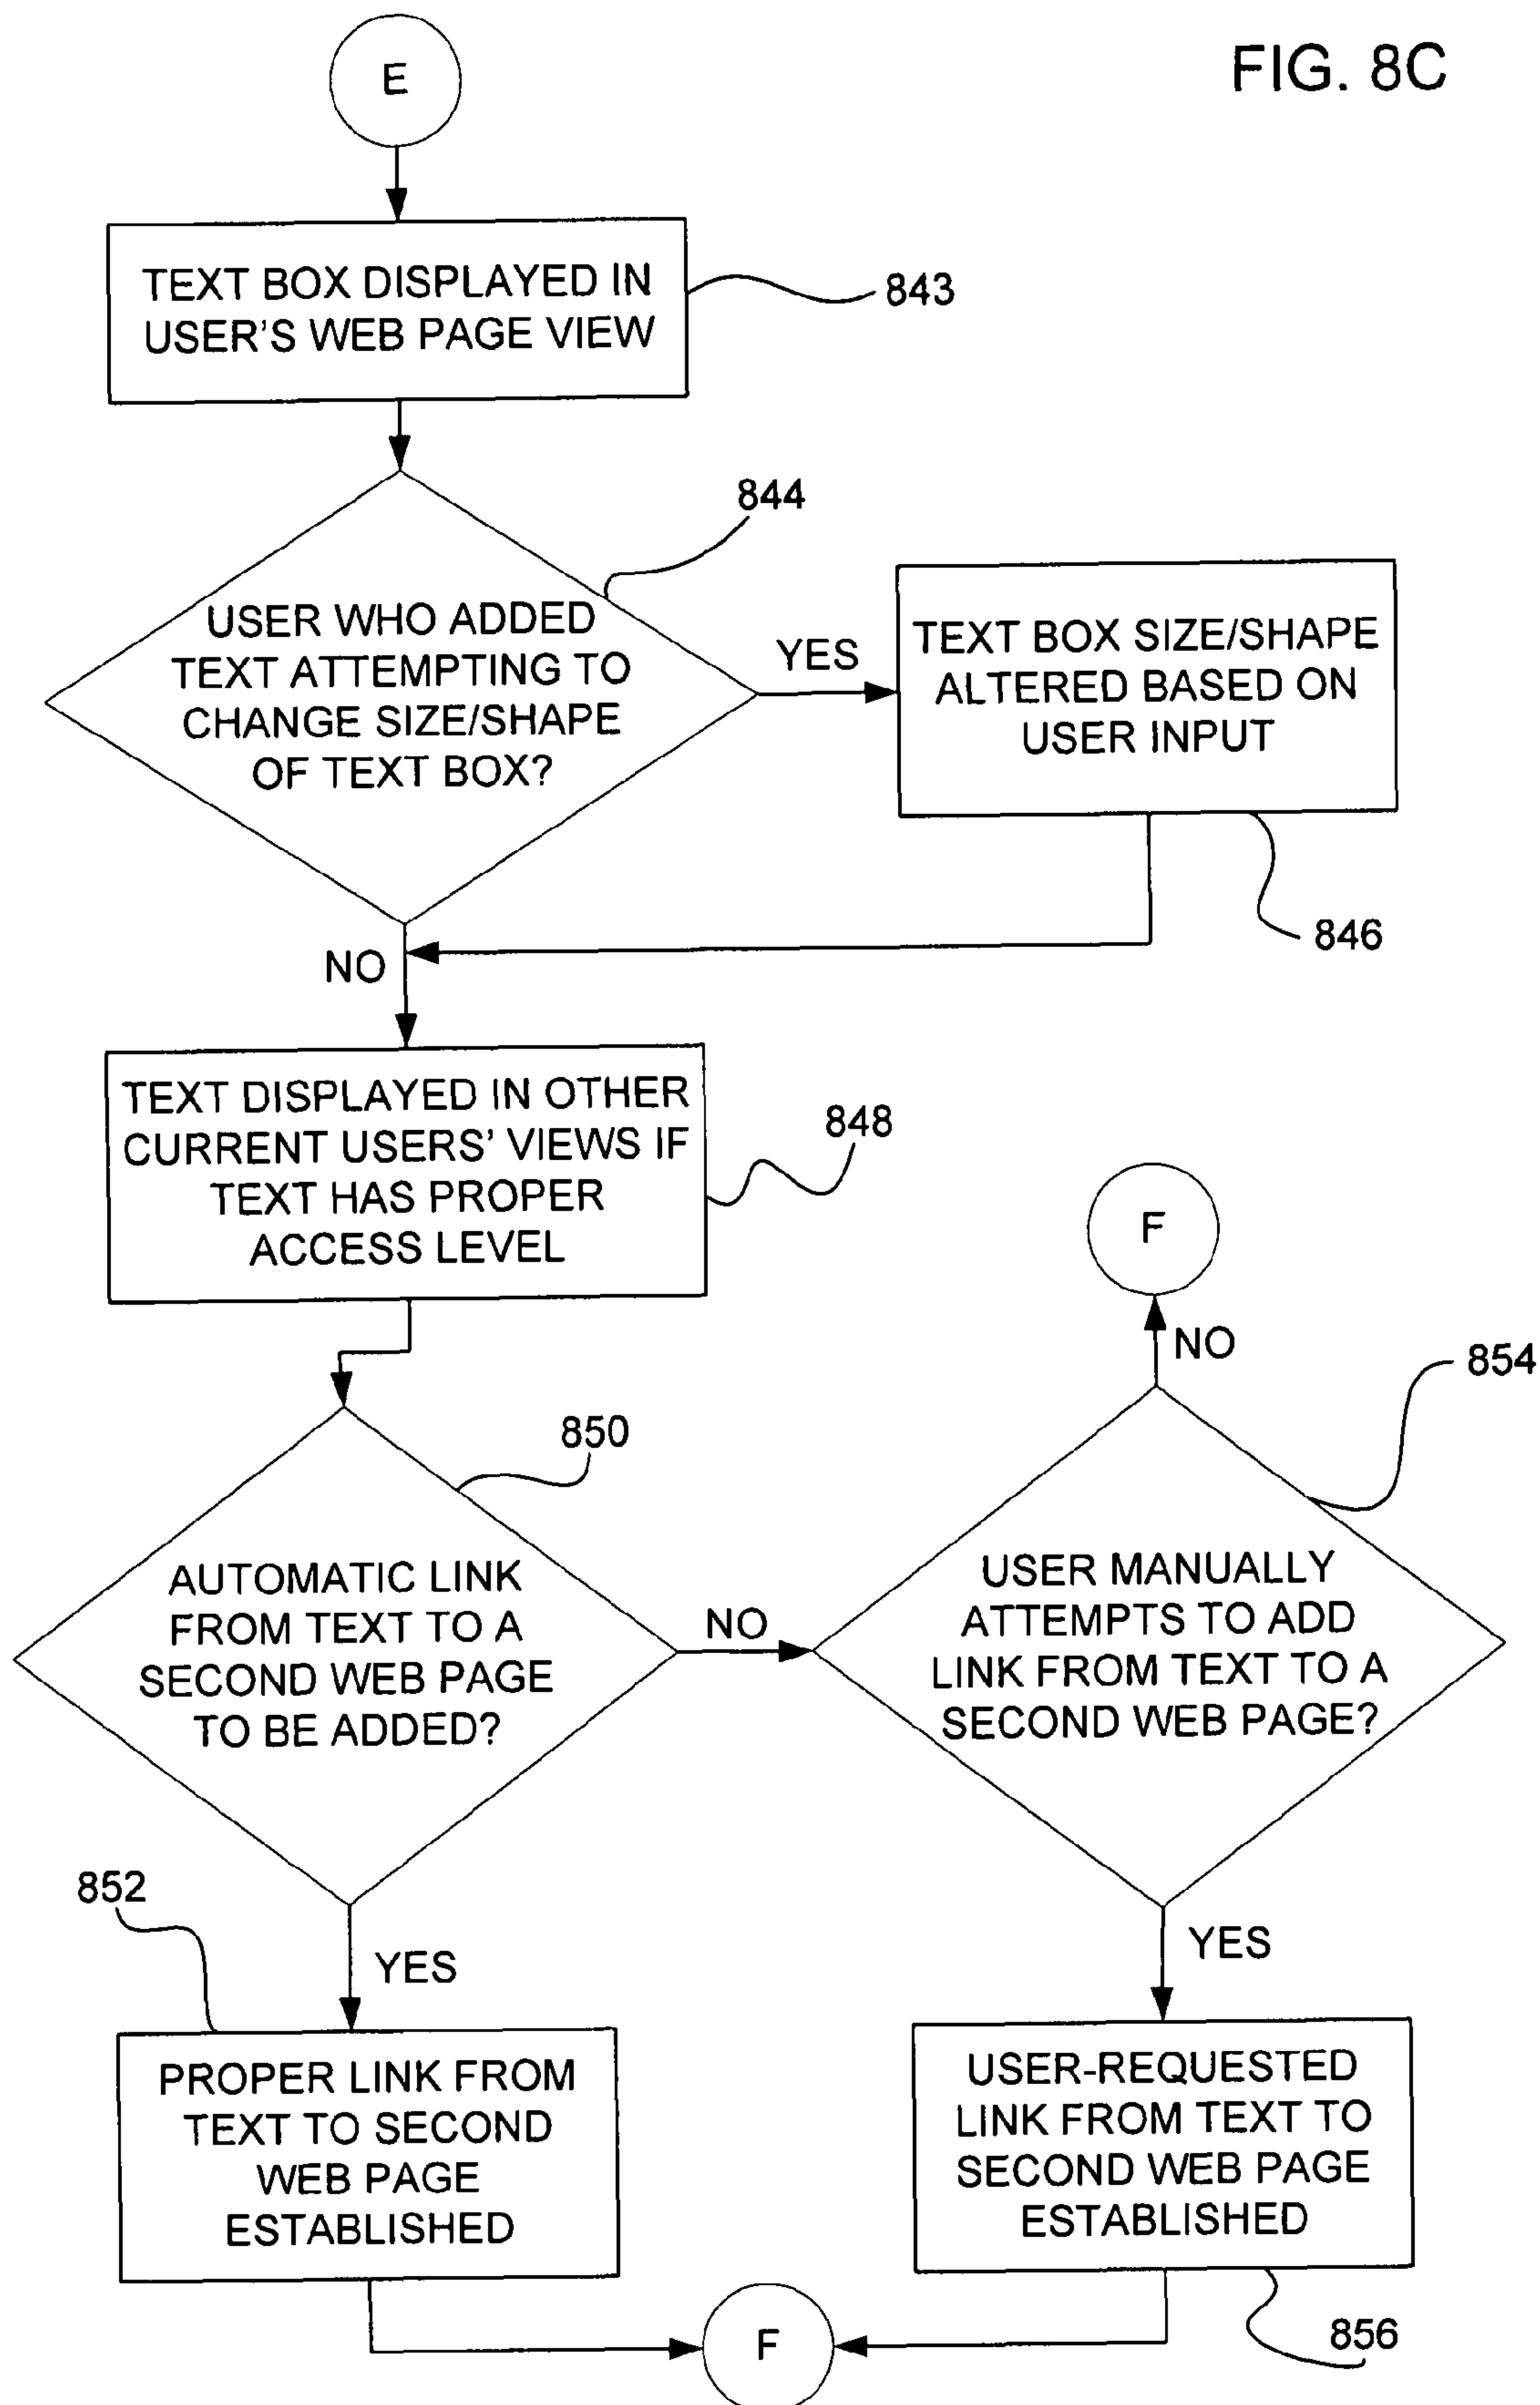 FIG. 8C
E
TEXT BOX DISPLAYED IN
USER'S WEB PAGE VIEW
843
844
USER WHO ADDED
TEXT ATTEMPTING TO
CHANGE SIZE/SHAPE
OF TEXT BOX?
YES
TEXT BOX SIZE/SHAPE
ALTERED BASED ON
USER INPUT
846
NO
TEXT DISPLAYED IN OTHER
CURRENT USERS' VIEWS IF
TEXT HAS PROPER
ACCESS LEVEL
848
F
NO
854
850
AUTOMATIC LINK
FROM TEXT TO A
SECOND WEB PAGE
TO BE ADDED?
NO
USER MANUALLY
ATTEMPTS TO ADD
LINK FROM TEXT TO A
SECOND WEB PAGE?
852
YES
YES
PROPER LINK FROM
TEXT TO SECOND
WEB PAGE
ESTABLISHED
USER-REQUESTED
LINK FROM TEXT TO
SECOND WEB PAGE
ESTABLISHED
F
856